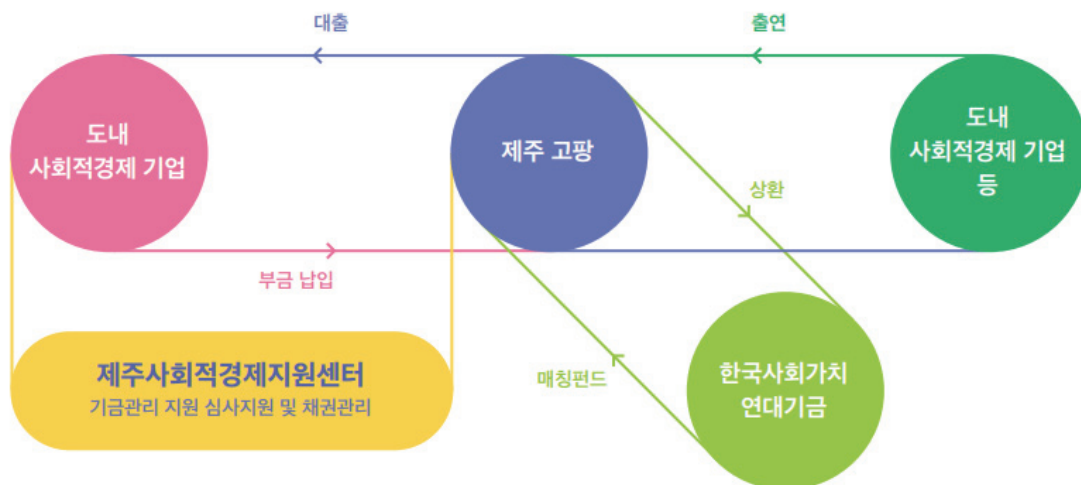 대출
출연
도내
사회적경제 기업
제주 고팡
도내
사회적경제 기업
등
상환
부금 납입
제주사회적경제지원센터
기금관리 지원 심사지원 및 채권관리
매칭펀드
한국사회가치
연대기금